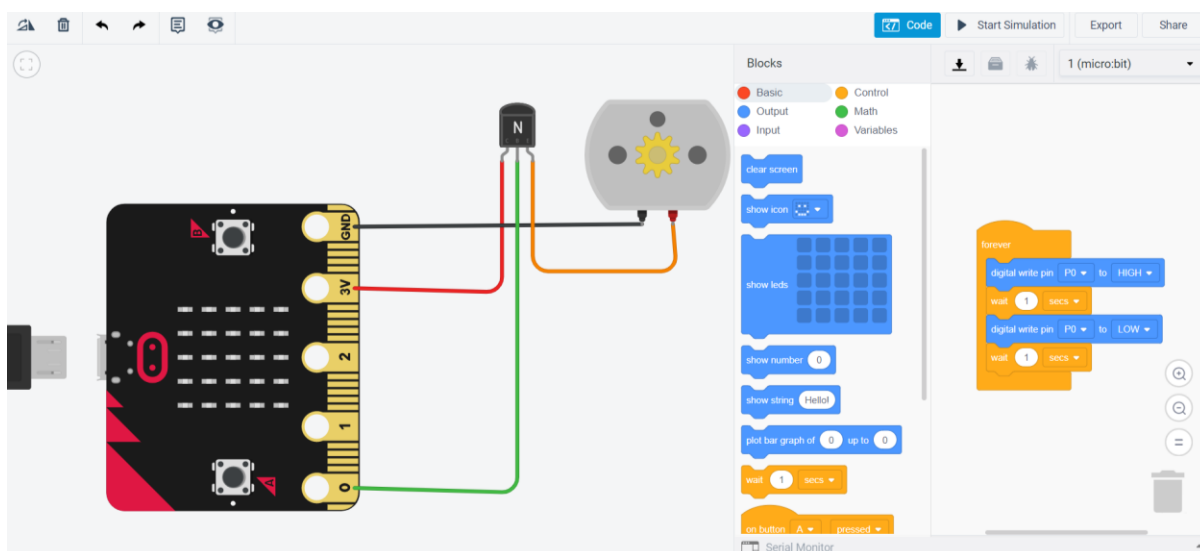 Code
Start Simulation
Export
Share
Blocks
1 (micro:bit)
Basic
Control
Output
Math
Input
Variables
clear screen
show icon
show leds
show number 0
show string Hello!
plot bar graph of 0 up to 0
wait 1 secs
on button A pressed
Serial Monitor
N
GND
3V
2
1
0
B
A
forever
digital write pin P0 to HIGH
wait 1 secs
digital write pin P0 to LOW
wait 1 secs